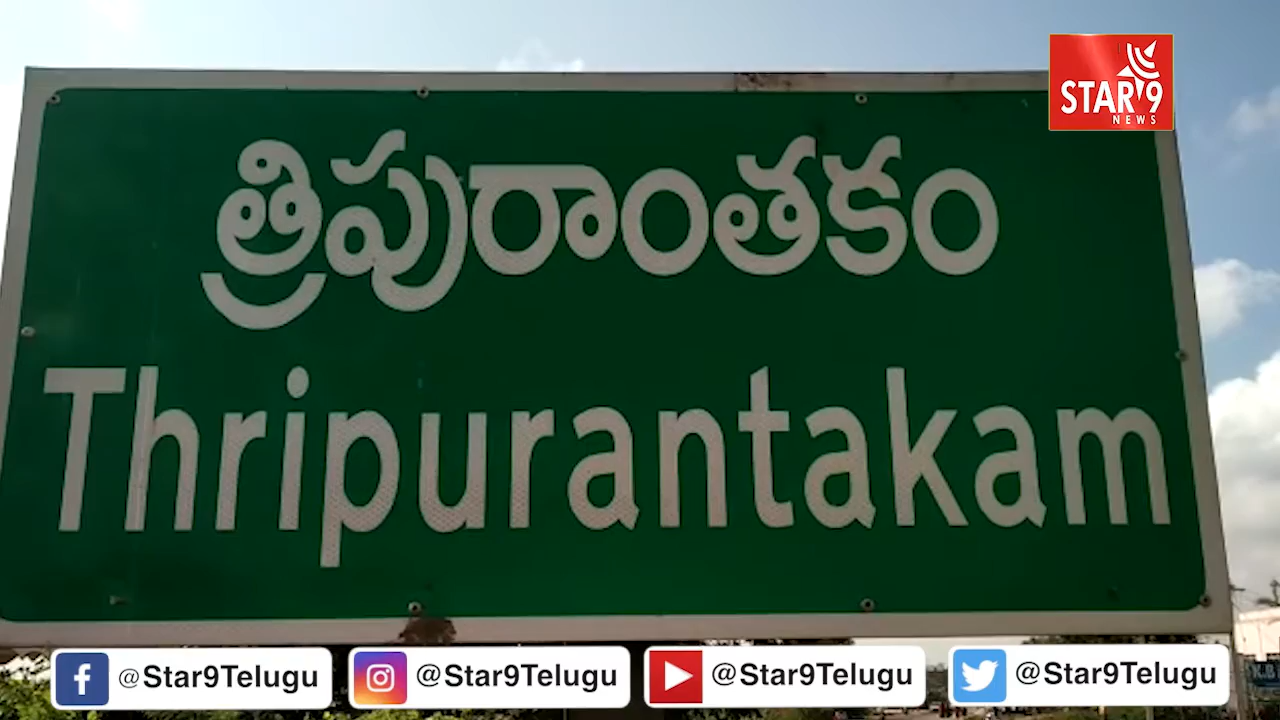 STAR 9
NEWS
త్రిపురాంతకం
Thripurantakam
@Star9Telugu
@Star9Telugu
@Star9Telugu
@Star9Telugu